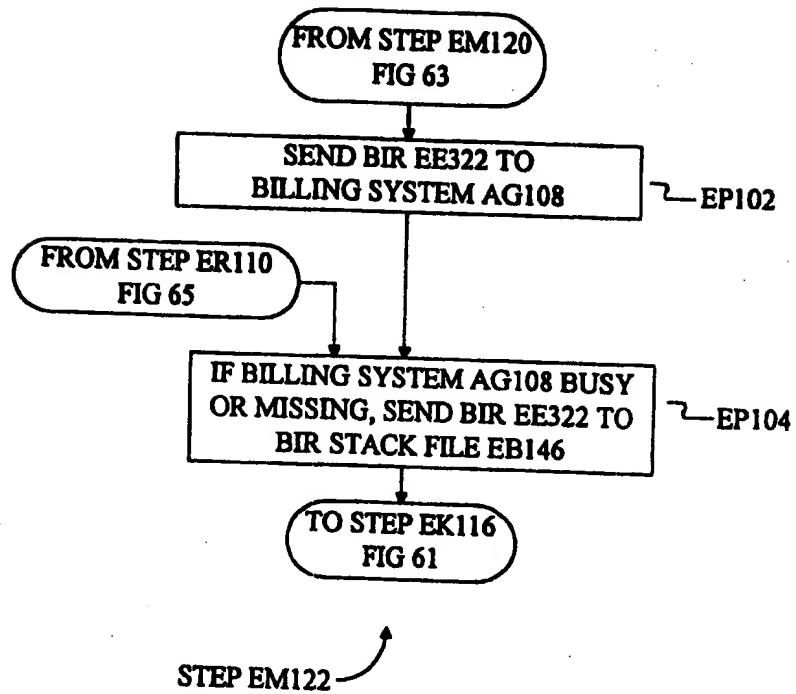 FROM STEP EM120
FIG 63
SEND BIR EE322 TO
BILLING SYSTEM AG108
EP102
FROM STEP ER110
FIG 65
IF BILLING SYSTEM AG108 BUSY
OR MISSING, SEND BIR EE322 TO
BIR STACK FILE EB146
EP104
TO STEP EK116
FIG 61
STEP EM122